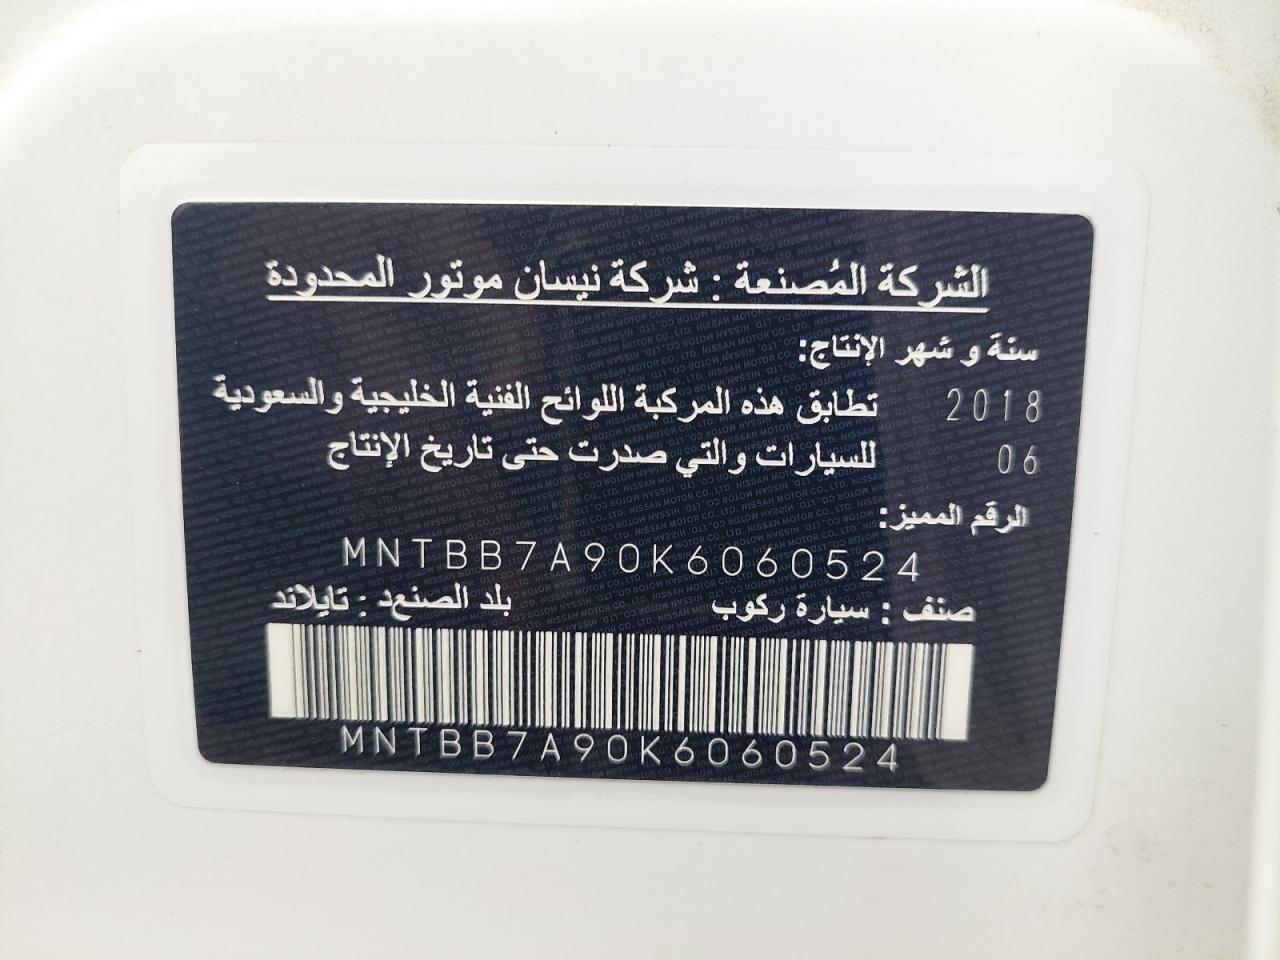 الشركة المُصنعة : شركة نيسان موتور المحدودة
سنة و شهر الإنتاج:
2018 تطابق هذه المركبة اللوائح الفنية الخليجية والسعودية
06 للسيارات والتي صدرت حتى تاريخ الإنتاج
الرقم المميز:
MNTBB7A90K6060524
صنف : سيارة ركوب بلد الصنعد : تايلاند
MNTBB7A90K6060524